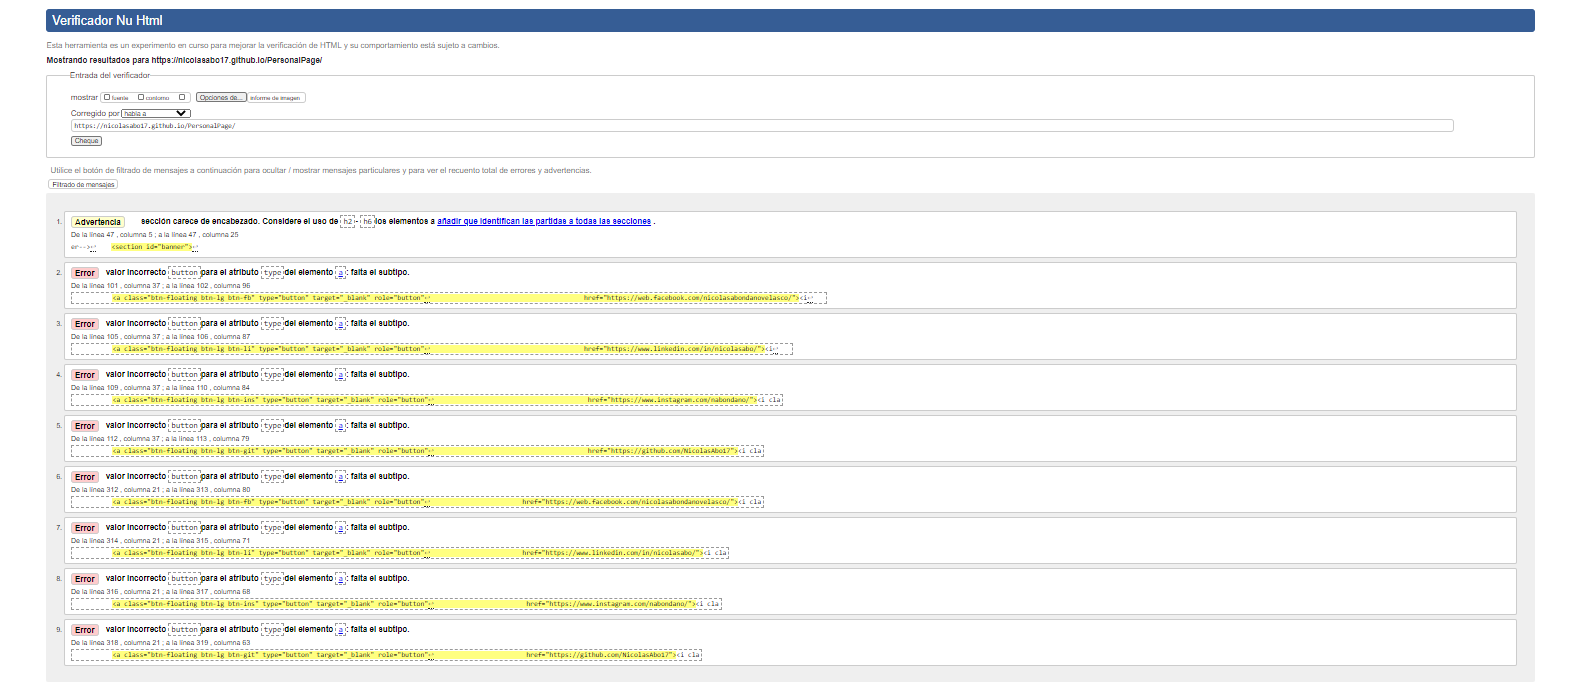 Verificador Nu Html
Esta herramienta es un experimento en curso para mejorar la verificación de HTML y su comportamiento está sujeto a cambios.
Mostrando resultados para https://nicolasabo17.github.io/PersonalPage/
Entrada del verificador
mostrar fuente contorno Opciones de... informe de imagen
Corregido por habla a
https://nicolasabo17.github.io/PersonalPage/
Cheque
Utilice el botón de filtrado de mensajes a continuación para ocultar / mostrar mensajes particulares y para ver el recuento total de errores y advertencias.
Filtrado de mensajes
1. Advertencia sección carece de encabezado. Considere el uso de h2 - h6 los elementos a añadir que identifican las partidas a todas las secciones .
De la línea 47 , columna 5 ; a la línea 47 , columna 25
er-->↩ <section id="banner">↩
2. Error valor incorrecto button para el atributo type del elemento a : falta el subtipo.
De la línea 101 , columna 37 ; a la línea 102 , columna 96
<a class="btn-floating btn-lg btn-fb" type="button" target="_blank" role="button"↩ href="https://web.facebook.com/nicolasabondanovelasco/"><i↩
3. Error valor incorrecto button para el atributo type del elemento a : falta el subtipo.
De la línea 105 , columna 37 ; a la línea 106 , columna 87
<a class="btn-floating btn-lg btn-li" type="button" target="_blank" role="button"↩ href="https://www.linkedin.com/in/nicolasabo/"><i↩
4. Error valor incorrecto button para el atributo type del elemento a : falta el subtipo.
De la línea 109 , columna 37 ; a la línea 110 , columna 84
<a class="btn-floating btn-lg btn-ins" type="button" target="_blank" role="button"↩ href="https://www.instagram.com/nabondano/"><i cla
5. Error valor incorrecto button para el atributo type del elemento a : falta el subtipo.
De la línea 112 , columna 37 ; a la línea 113 , columna 79
<a class="btn-floating btn-lg btn-git" type="button" target="_blank" role="button"↩ href="https://github.com/NicolasAbo17"><i cla
6. Error valor incorrecto button para el atributo type del elemento a : falta el subtipo.
De la línea 312 , columna 21 ; a la línea 313 , columna 80
<a class="btn-floating btn-lg btn-fb" type="button" target="_blank" role="button"↩ href="https://web.facebook.com/nicolasabondanovelasco/"><i cla
7. Error valor incorrecto button para el atributo type del elemento a : falta el subtipo.
De la línea 314 , columna 21 ; a la línea 315 , columna 71
<a class="btn-floating btn-lg btn-li" type="button" target="_blank" role="button"↩ href="https://www.linkedin.com/in/nicolasabo/"><i cla
8. Error valor incorrecto button para el atributo type del elemento a : falta el subtipo.
De la línea 316 , columna 21 ; a la línea 317 , columna 68
<a class="btn-floating btn-lg btn-ins" type="button" target="_blank" role="button"↩ href="https://www.instagram.com/nabondano/"><i cla
9. Error valor incorrecto button para el atributo type del elemento a : falta el subtipo.
De la línea 318 , columna 21 ; a la línea 319 , columna 63
<a class="btn-floating btn-lg btn-git" type="button" target="_blank" role="button"↩ href="https://github.com/NicolasAbo17"><i cla